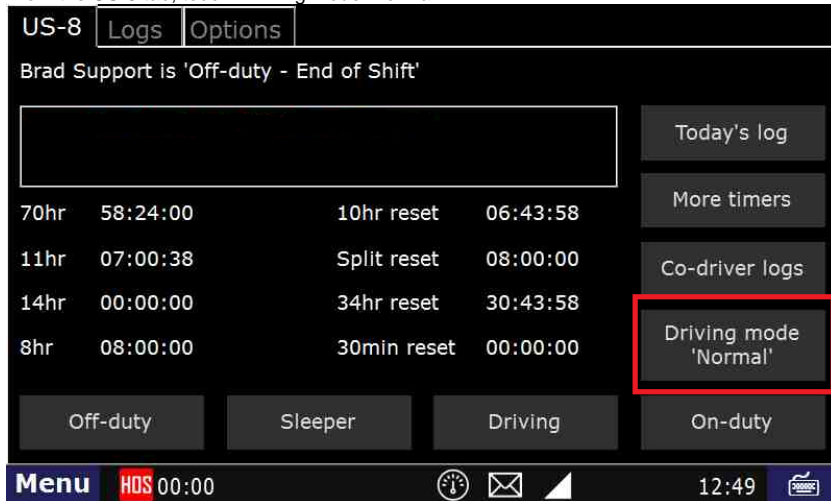 US-8 Logs Options
Brad Support is 'Off-duty - End of Shift'
Today's log
More timers
70hr 58:24:00 10hr reset 06:43:58
11hr 07:00:38 Split reset 08:00:00
Co-driver logs
14hr 00:00:00 34hr reset 30:43:58
Driving mode
'Normal'
8hr 08:00:00 30min reset 00:00:00
Off-duty Sleeper Driving On-duty
Menu HOS 00:00 12:49